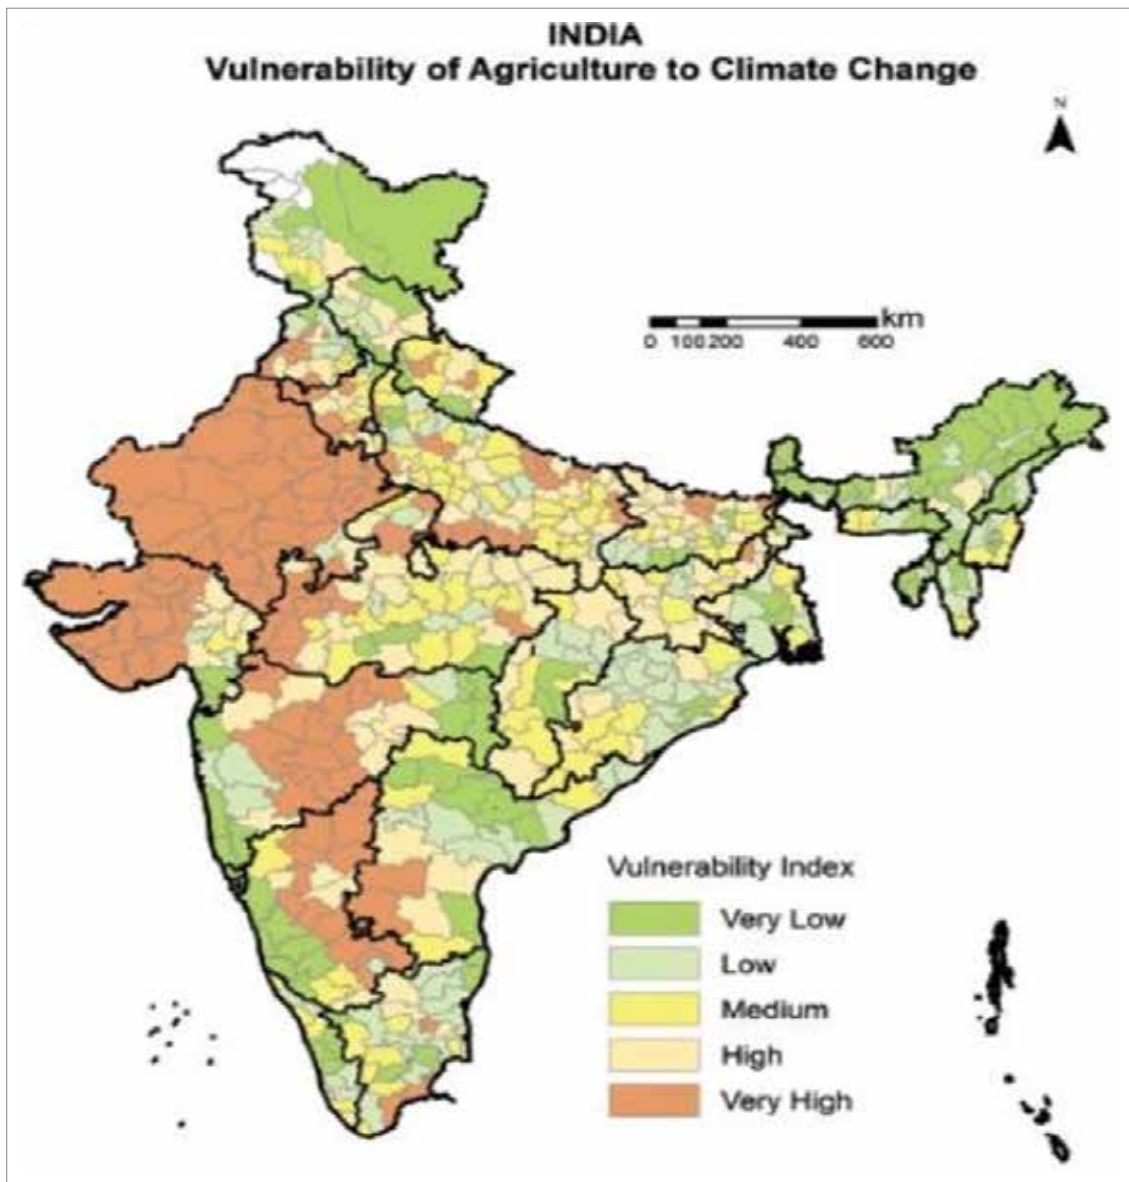 INDIA
Vulnerability of Agriculture to Climate Change
N
km
0 100 200 400 600
Vulnerability Index
Very Low
Low
Medium
High
Very High